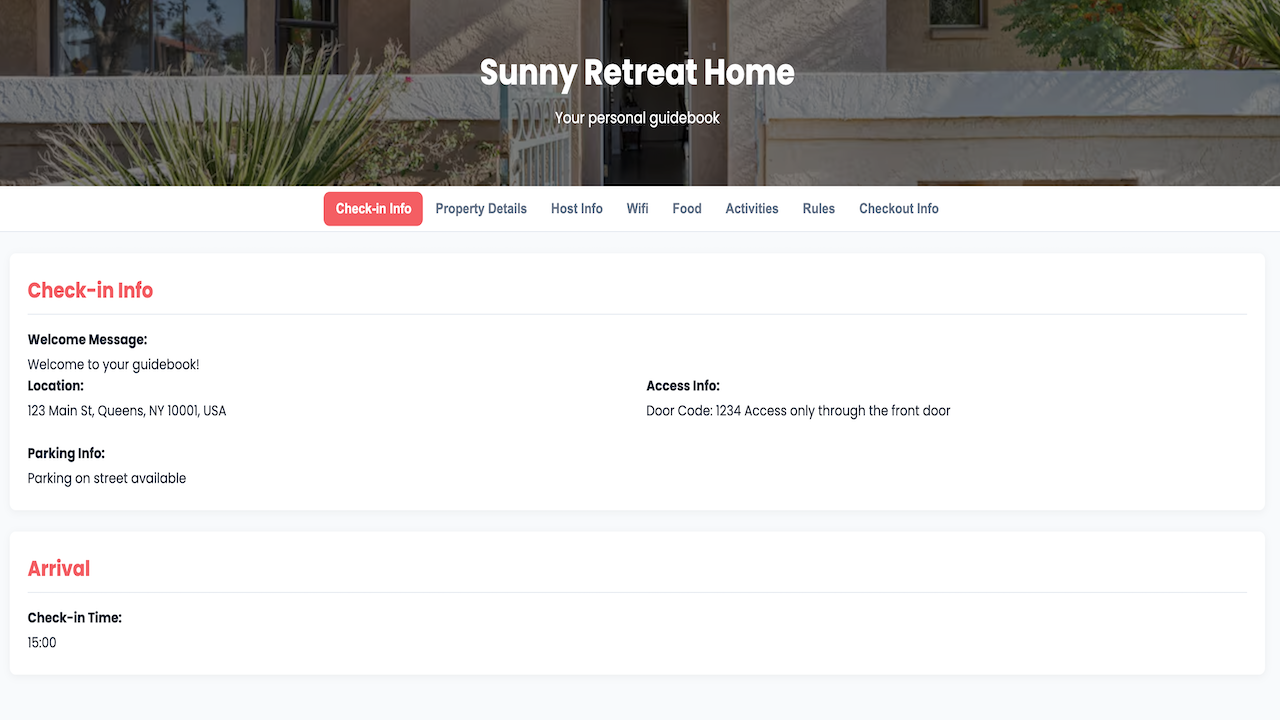 Sunny Retreat Home
Your personal guidebook
Check-in Info
Property Details
Host Info
Wifi
Food
Activities
Rules
Checkout Info
Check-in Info
Welcome Message:
Welcome to your guidebook!
Location:
123 Main St, Queens, NY 10001, USA
Access Info:
Door Code: 1234 Access only through the front door
Parking Info:
Parking on street available
Arrival
Check-in Time:
15:00